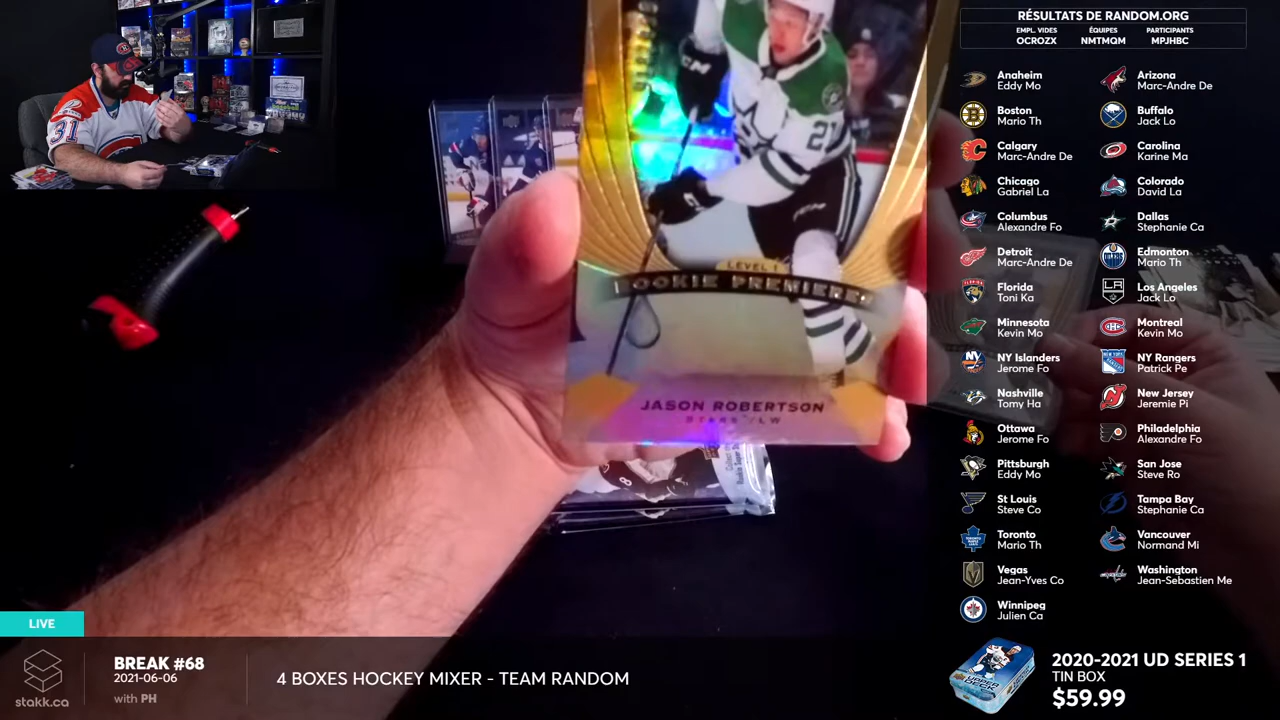 RÉSULTATS DE RANDOM.ORG
EMPL. VIDES
OCROZX
ÉQUIPES
NMTMQM
PARTICIPANTS
MPJHBC
Anaheim
Eddy Mo
Arizona
Marc-Andre De
Boston
Mario Th
Buffalo
Jack Lo
Calgary
Marc-Andre De
Carolina
Karine Ma
Chicago
Gabriel La
Colorado
David La
Columbus
Alexandre Fo
Dallas
Stephanie Ca
Detroit
Marc-Andre De
Edmonton
Mario Th
Florida
Toni Ka
Los Angeles
Jack Lo
Minnesota
Kevin Mo
Montreal
Kevin Mo
NY Islanders
Jerome Fo
NY Rangers
Patrick Pe
Nashville
Tomy Ha
New Jersey
Jeremie Pi
Ottawa
Jerome Fo
Philadelphia
Alexandre Fo
Pittsburgh
Eddy Mo
San Jose
Steve Ro
St Louis
Steve Co
Tampa Bay
Stephanie Ca
Toronto
Mario Th
Vancouver
Normand Mi
Vegas
Jean-Yves Co
Washington
Jean-Sebastien Me
Winnipeg
Julien Ca
31
21
CCM
LEVEL 1
ROOKIE PREMIERES
JASON ROBERTSON
STARS / LW
LIVE
stakk.ca
BREAK #68
2021-06-06
with PH
4 BOXES HOCKEY MIXER - TEAM RANDOM
2020-2021 UD SERIES 1
TIN BOX
$59.99